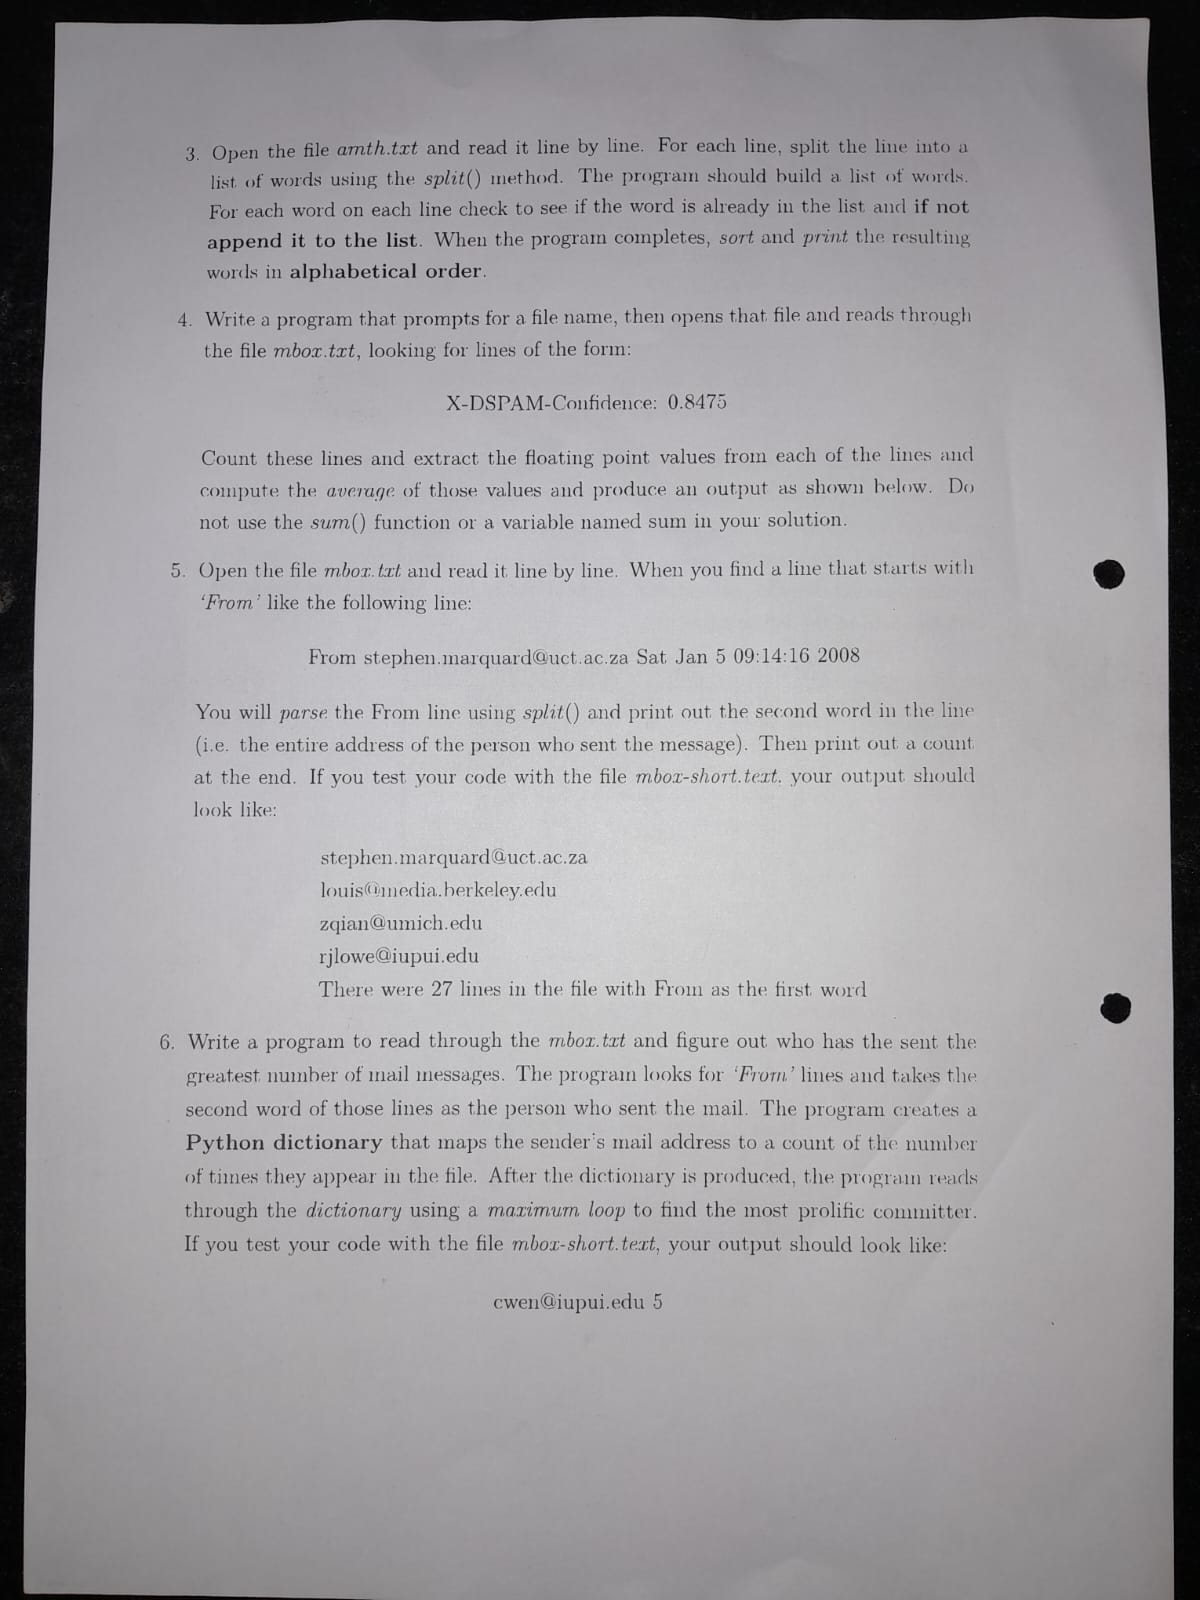 3. Open the file amth.txt and read it line by line. For each line, split the line into a
list of words using the split() method. The program should build a list of words.
For each word on each line check to see if the word is already in the list and if not
append it to the list. When the program completes, sort and print the resulting
words in alphabetical order.
4. Write a program that prompts for a file name, then opens that file and reads through
the file mbox.txt, looking for lines of the form:
X-DSPAM-Confidence: 0.8475
Count these lines and extract the floating point values from each of the lines and
compute the average of those values and produce an output as shown below. Do
not use the sum() function or a variable named sum in your solution.
5. Open the file mbox.txt and read it line by line. When you find a line that starts with
‘From’ like the following line:
From stephen.marquard@uct.ac.za Sat Jan 5 09:14:16 2008
You will parse the From line using split() and print out the second word in the line
(i.e. the entire address of the person who sent the message). Then print out a count
at the end. If you test your code with the file mbox-short.text, your output should
look like:
stephen.marquard@uct.ac.za
louis@media.berkeley.edu
zqian@umich.edu
rjlowe@iupui.edu
There were 27 lines in the file with From as the first word
6. Write a program to read through the mbox.txt and figure out who has the sent the
greatest number of mail messages. The program looks for ‘From’ lines and takes the
second word of those lines as the person who sent the mail. The program creates a
Python dictionary that maps the sender's mail address to a count of the number
of times they appear in the file. After the dictionary is produced, the program reads
through the dictionary using a maximum loop to find the most prolific committer.
If you test your code with the file mbox-short.text, your output should look like:
cwen@iupui.edu 5